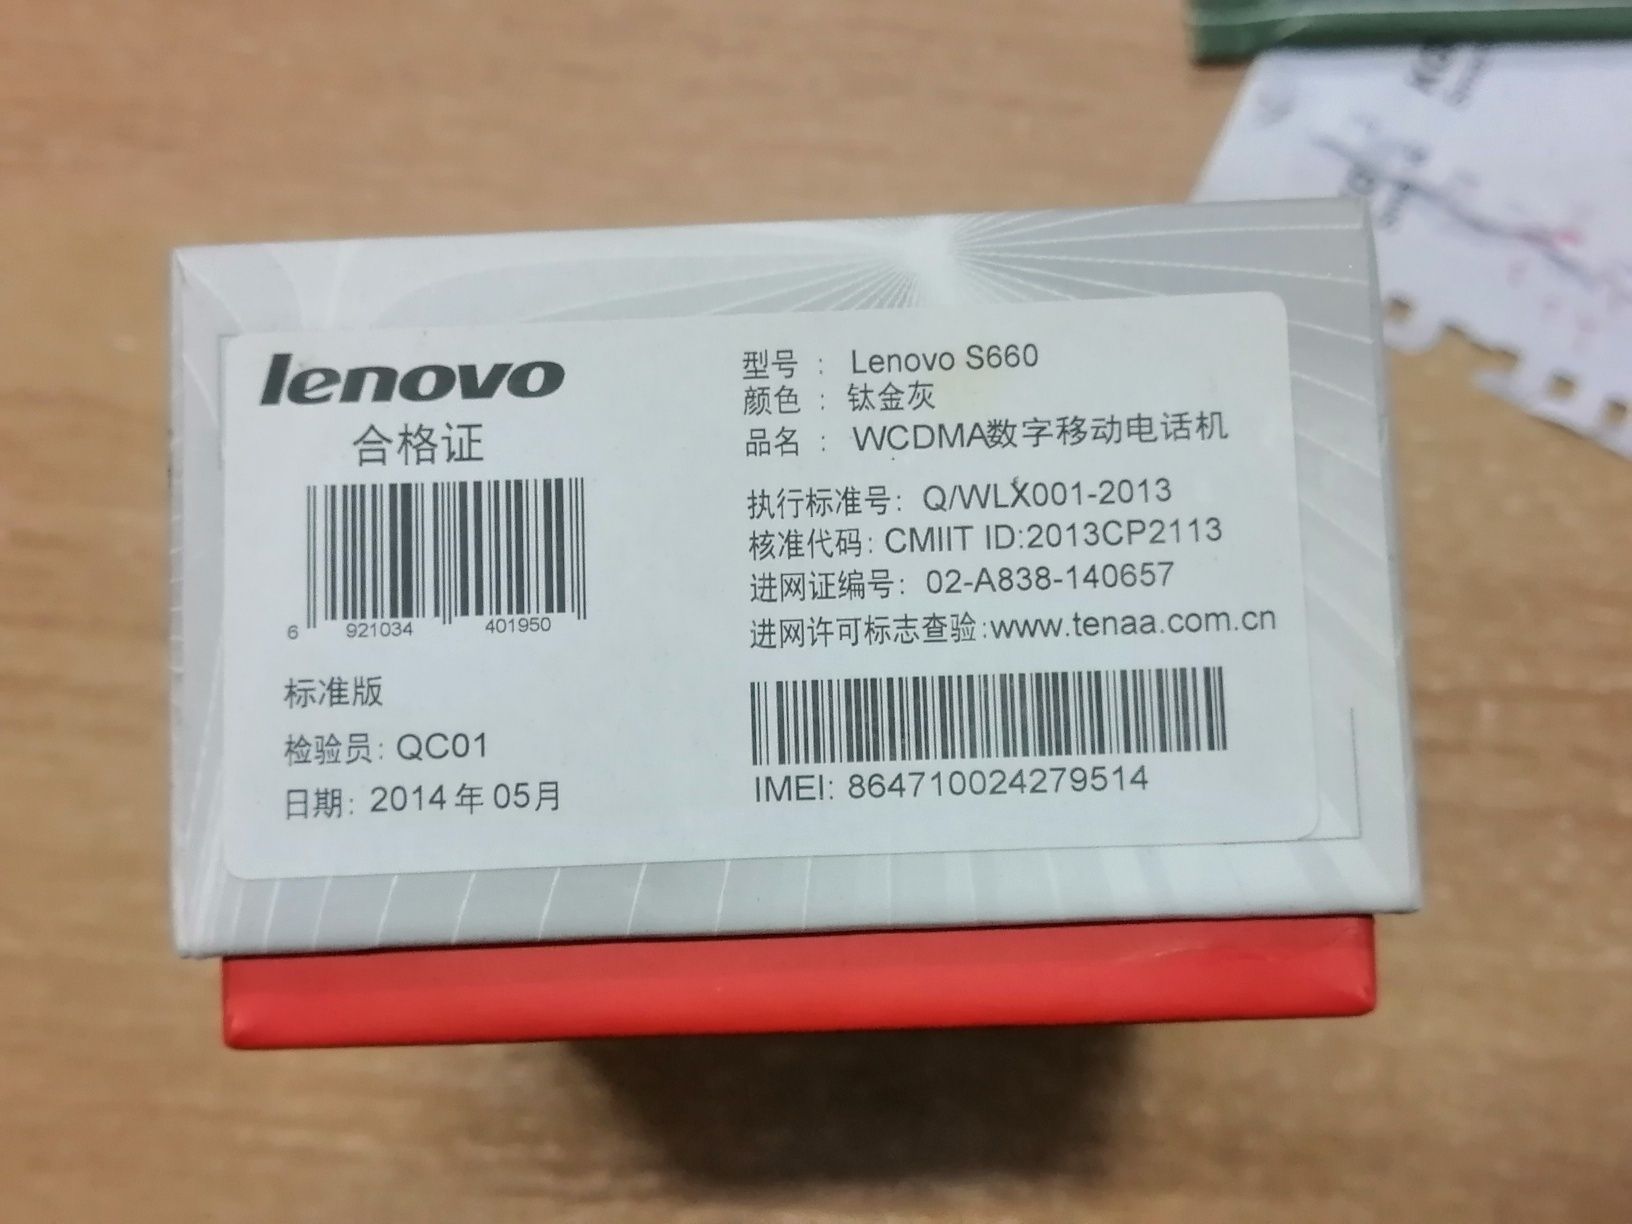 lenovo
合格证
6 921034 401950
标准版
检验员: QC01
日期: 2014年05月
型号 : Lenovo S660
颜色 : 钛金灰
品名 : WCDMA数字移动电话机
执行标准号: Q/WLX001-2013
核准代码: CMIIT ID:2013CP2113
进网证编号: 02-A838-140657
进网许可标志查验:www.tenaa.com.cn
IMEI: 864710024279514